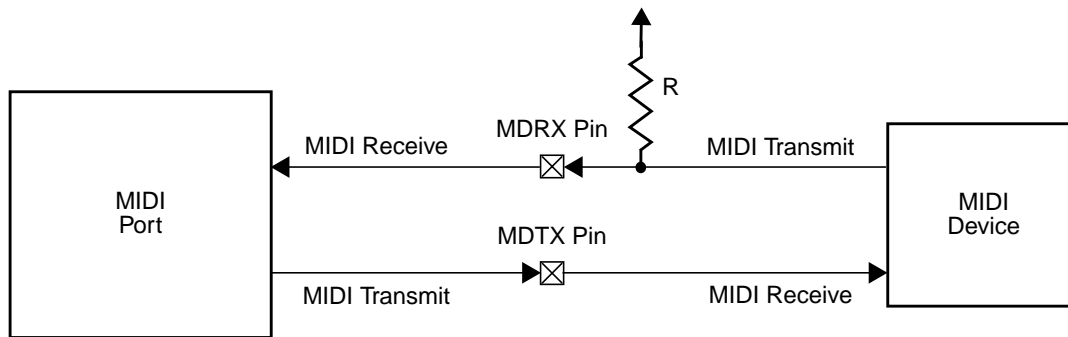 R
MDRX Pin
MIDI Receive
MIDI Transmit
MIDI
Port
MIDI
Device
MDTX Pin
MIDI Transmit
MIDI Receive